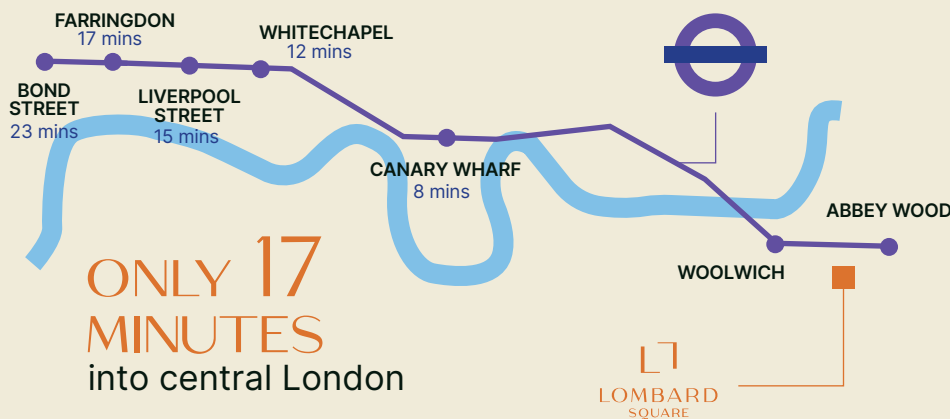 FARRINGDON
17 mins
WHITECHAPEL
12 mins
BOND
STREET
23 mins
LIVERPOOL
STREET
15 mins
CANARY WHARF
8 mins
ABBEY WOOD
WOOLWICH
ONLY 17
MINUTES
into central London
LOMBARD
SQUARE